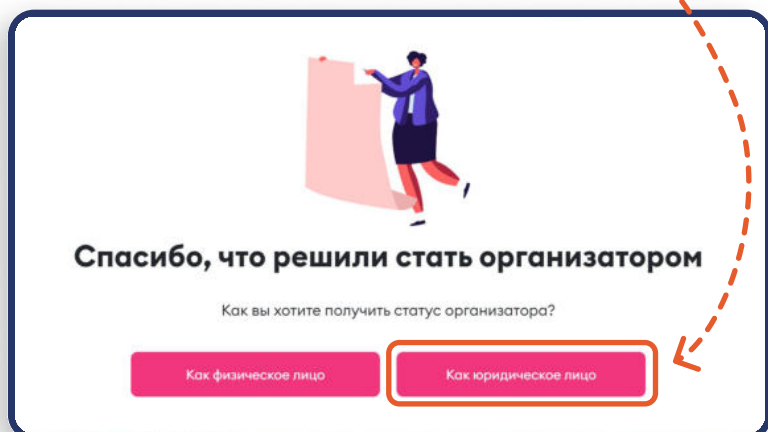 Спасибо, что решили стать организатором
Как вы хотите получить статус организатора?
Как физическое лицо
Как юридическое лицо